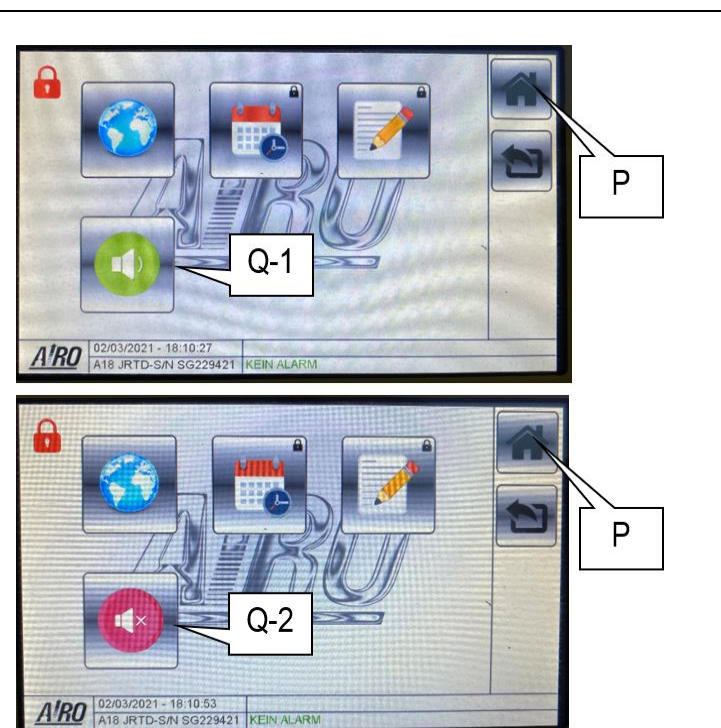 P
Q-1
A!RO
02/03/2021 - 18:10:27
A18 JRTD-S/N SG229421 KEIN ALARM
P
Q-2
A!RO
02/03/2021 - 18:10:53
A18 JRTD-S/N SG229421 KEIN ALARM